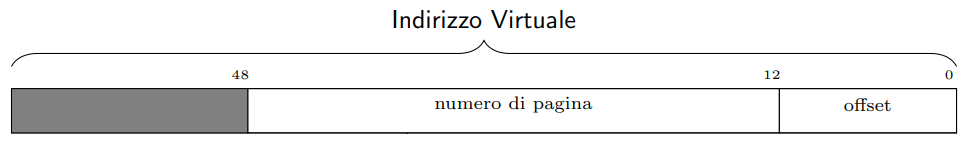 Indirizzo Virtuale
48 12 0
numero di pagina offset